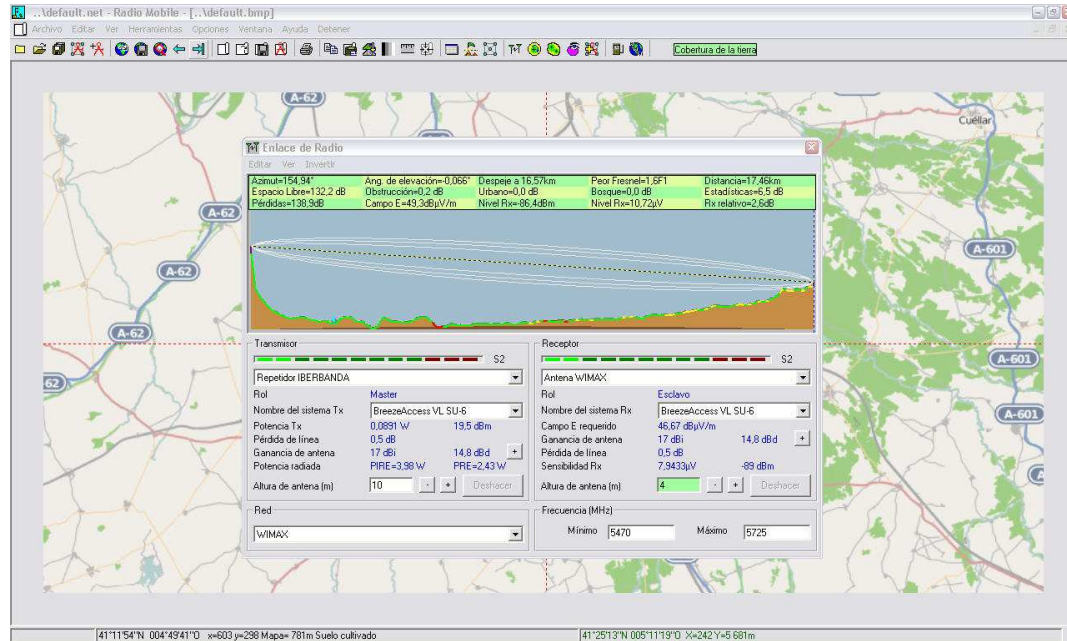 ..\default.net - Radio Mobile - [..\default.bmp]
Archivo Editar Ver Herramientas Opciones Ventana Ayuda Detener
Cobertura de la tierra
A-62
Cuéllar
A-62
A-601
A-62
A-62
A-601
62
A-601
Enlace de Radio
Editar Ver Invertir
Azimut=154,94° Ang. de elevación=-0,066° Despeje a 16,57km Peor Fresnel=1,6F1 Distancia=17,46km
Espacio Libre=132,2 dB Obstrucción=0,2 dB Urbano=0,0 dB Bosque=0,0 dB Estadísticas=6,5 dB
Pérdidas=138,9dB Campo E=49,3dBµV/m Nivel Rx=-86,4dBm Nivel Rx=10,72µV Rx relativo=2,6dB
Transmisor
S2
Repetidor IBERBANDA
Rol Master
Nombre del sistema Tx BreezeAccess VL SU-6
Potencia Tx 0,0891 W 19,5 dBm
Pérdida de línea 0,5 dB
Ganancia de antena 17 dBi 14,8 dBd +
Potencia radiada PIRE=3,98 W PRE=2,43 W
Altura de antena (m) 10 - + Deshacer
Red
WIMAX
Receptor
S2
Antena WIMAX
Rol Esclavo
Nombre del sistema Rx BreezeAccess VL SU-6
Campo E requerido 46,67 dBµV/m
Ganancia de antena 17 dBi 14,8 dBd +
Pérdida de línea 0,5 dB
Sensibilidad Rx 7,9433µV -89 dBm
Altura de antena (m) 4 - + Deshacer
Frecuencia (MHz)
Mínimo 5470 Máximo 5725
41°11'54"N 004°49'41"O x=603 y=298 Mapa= 781m Suelo cultivado
41°25'13"N 005°11'19"O X=242 Y=5 681m